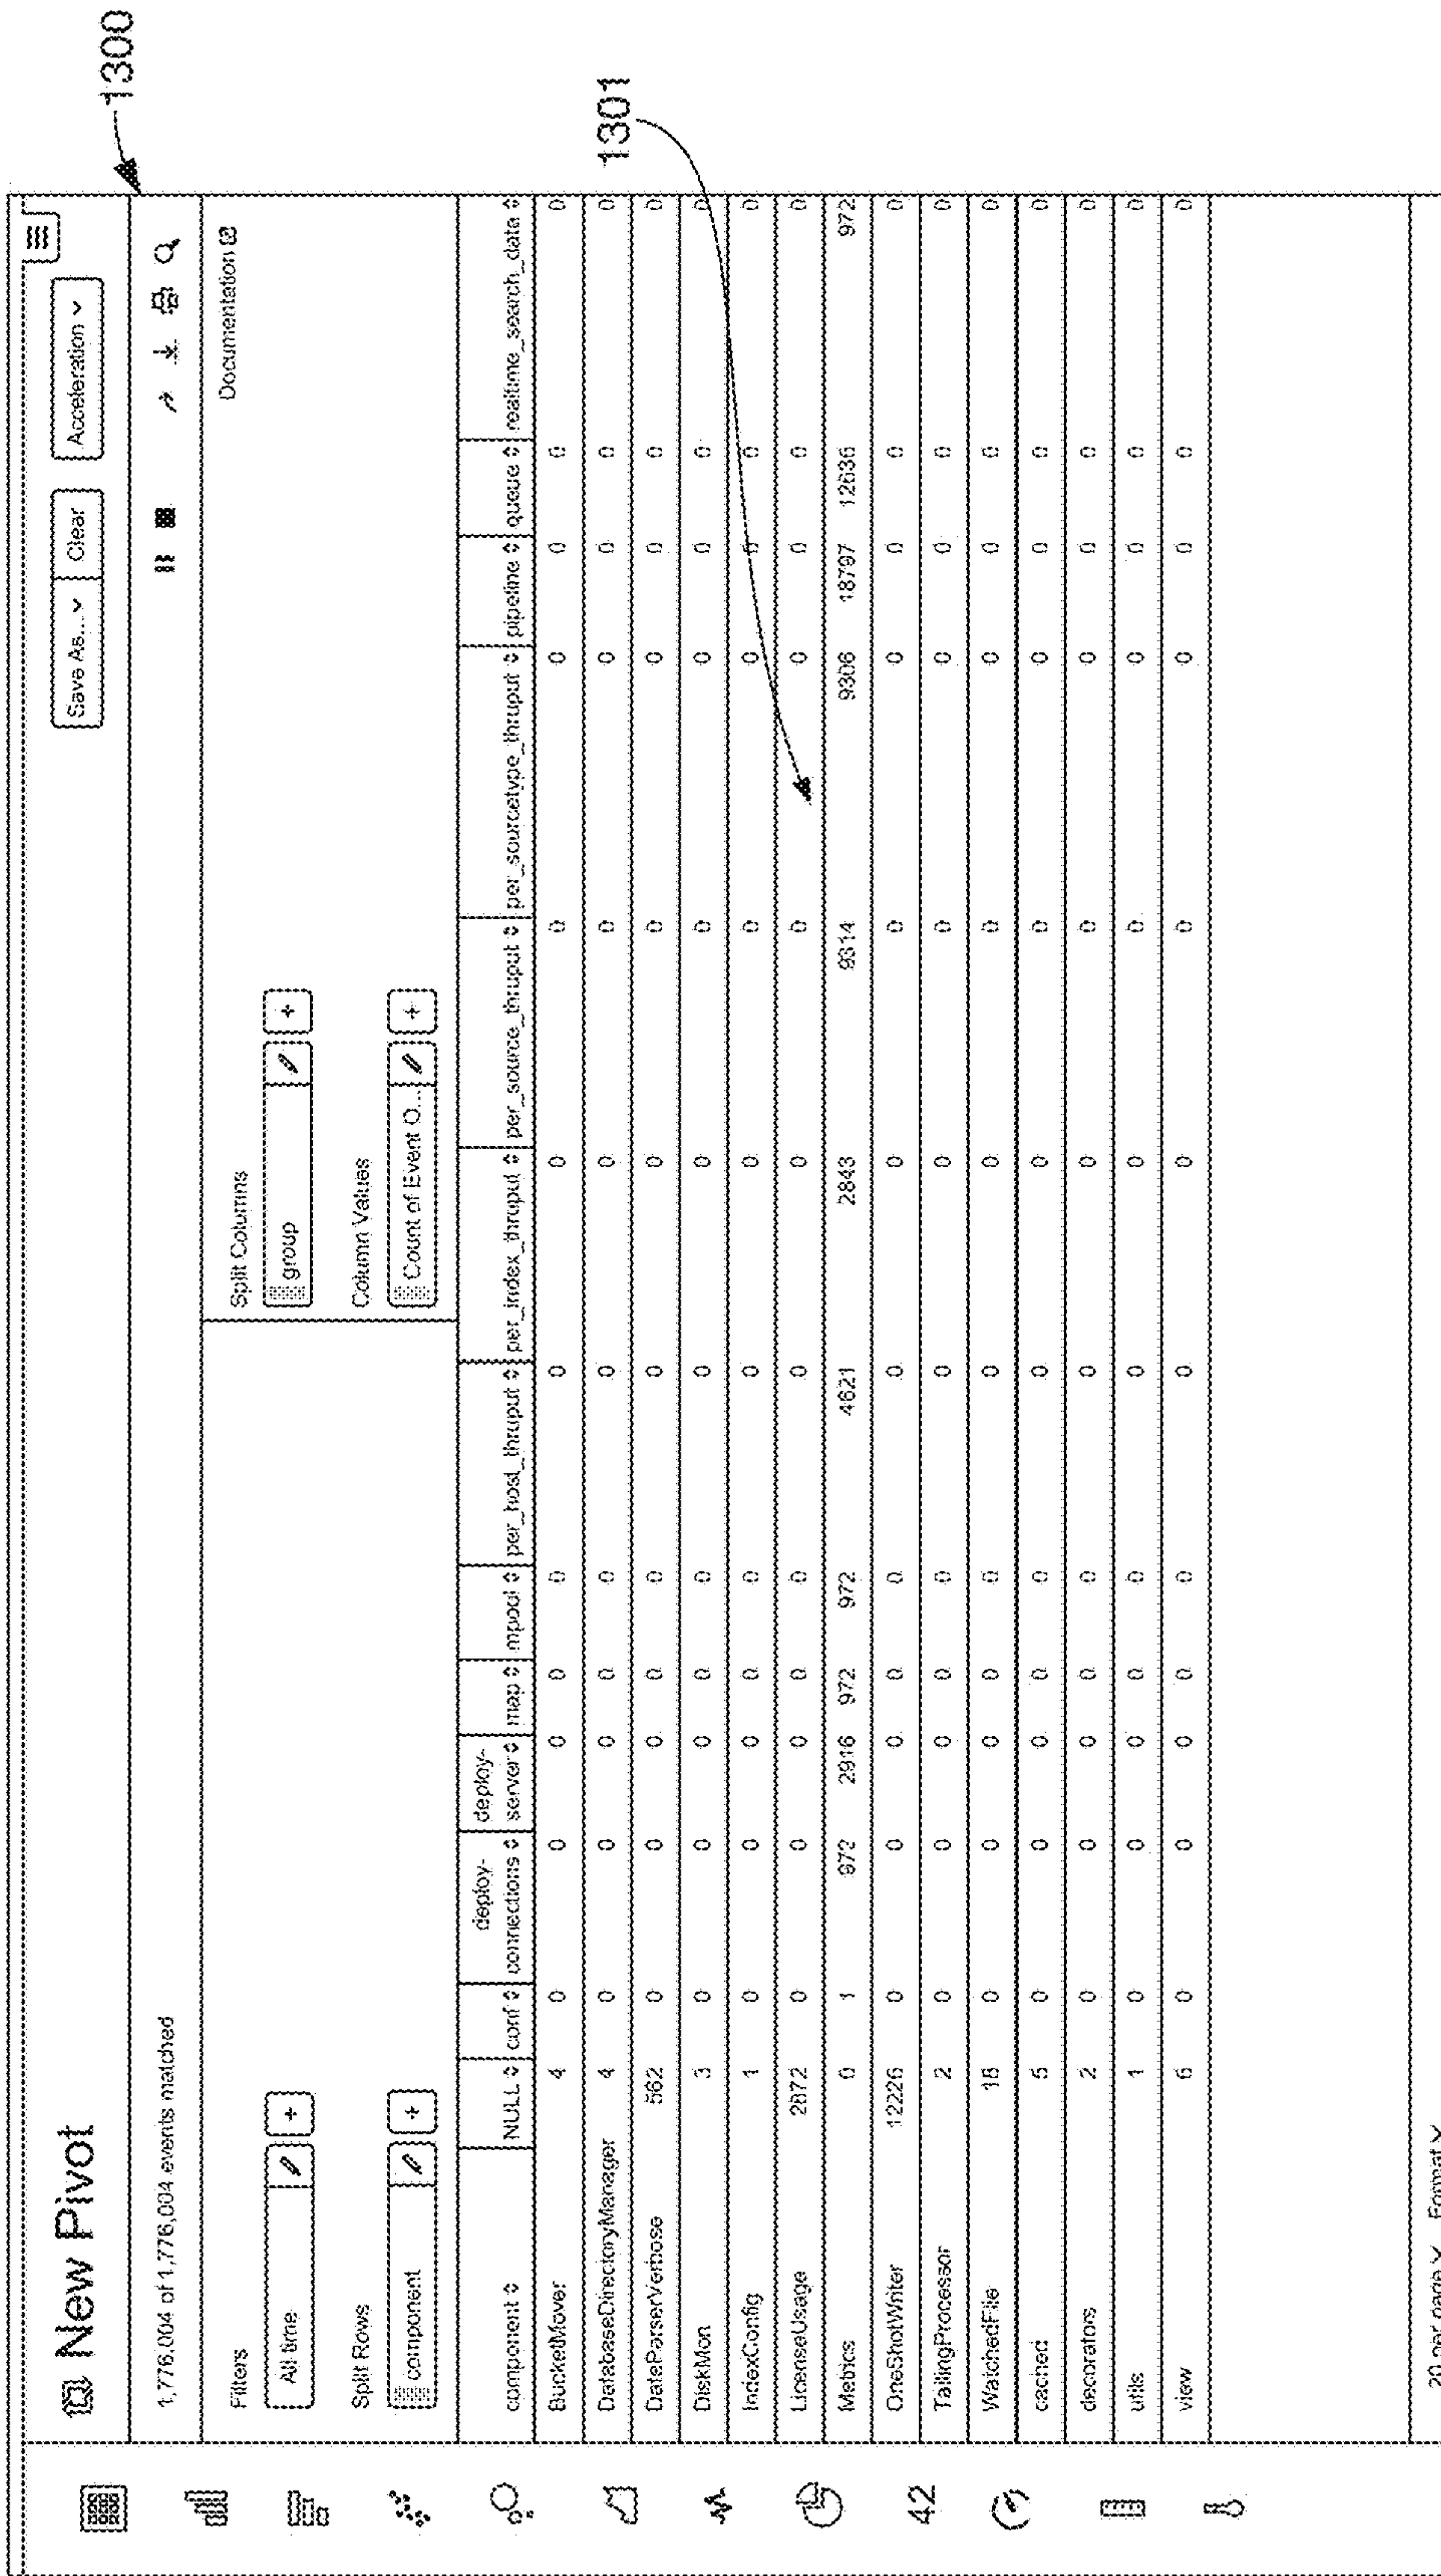 1300
1301
New Pivot
Save As... Clear Acceleration
1,776,004 of 1,776,004 events matched
Filters Split Columns Documentation
All time + group +
Split Rows Column Values
component + Count of Event O... +
component NULL conf deploy-connections deploy-server map mpool per_host_thruput per_index_thruput per_source_thruput per_sourcetype_thruput pipeline queue realtime_search_data
BucketMover 4 0 0 0 0 0 0 0 0 0 0 0 0
DatabaseDirectoryManager 4 0 0 0 0 0 0 0 0 0 0 0 0
DateParserVerbose 562 0 0 0 0 0 0 0 0 0 0 0 0
DiskMon 3 0 0 0 0 0 0 0 0 0 0 0 0
IndexConfig 1 0 0 0 0 0 0 0 0 0 0 0 0
LicenseUsage 2872 0 0 0 0 0 0 0 0 0 0 0 0
Metrics 0 1 972 2916 972 972 4621 2843 9314 9306 18797 12636 972
OneShotWriter 12226 0 0 0 0 0 0 0 0 0 0 0 0
TailingProcessor 2 0 0 0 0 0 0 0 0 0 0 0 0
WatchedFile 18 0 0 0 0 0 0 0 0 0 0 0 0
cached 5 0 0 0 0 0 0 0 0 0 0 0 0
decorators 2 0 0 0 0 0 0 0 0 0 0 0 0
utils 1 0 0 0 0 0 0 0 0 0 0 0 0
view 6 0 0 0 0 0 0 0 0 0 0 0 0
20 per page Format
42